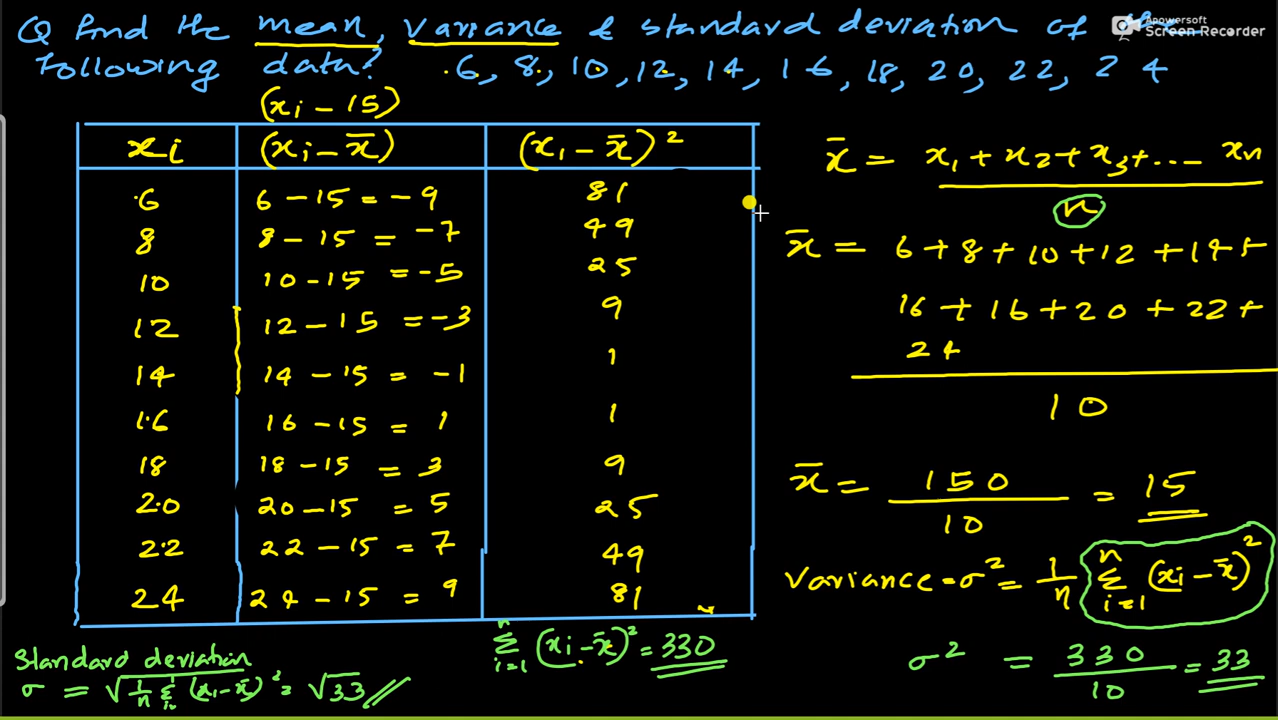 Q find the mean, variance & standard deviation of the
following data? 6, 8, 10, 12, 14, 16, 18, 20, 22, 24
Apowersoft
Screen Recorder
(xi - 15)
xi (xi - x̄) (x1 - x̄)²
6 6 - 15 = -9 81
8 8 - 15 = -7 49
10 10 - 15 = -5 25
12 12 - 15 = -3 9
14 14 - 15 = -1 1
16 16 - 15 = 1 1
18 18 - 15 = 3 9
20 20 - 15 = 5 25
22 22 - 15 = 7 49
24 24 - 15 = 9 81
n
Σ (xi - x̄)² = 330
i=1
Standard deviation
σ = √1/n Σ (x1 - x̄)² = √33 //
x̄ = x1 + x2 + x3 + .... xn
n
x̄ = 6 + 8 + 10 + 12 + 14 +
16 + 16 + 20 + 22 +
24
10
x̄ = 150/10 = 15
Variance = σ² = 1/n Σ (xi - x̄)²
n
i=1
σ² = 330/10 = 33